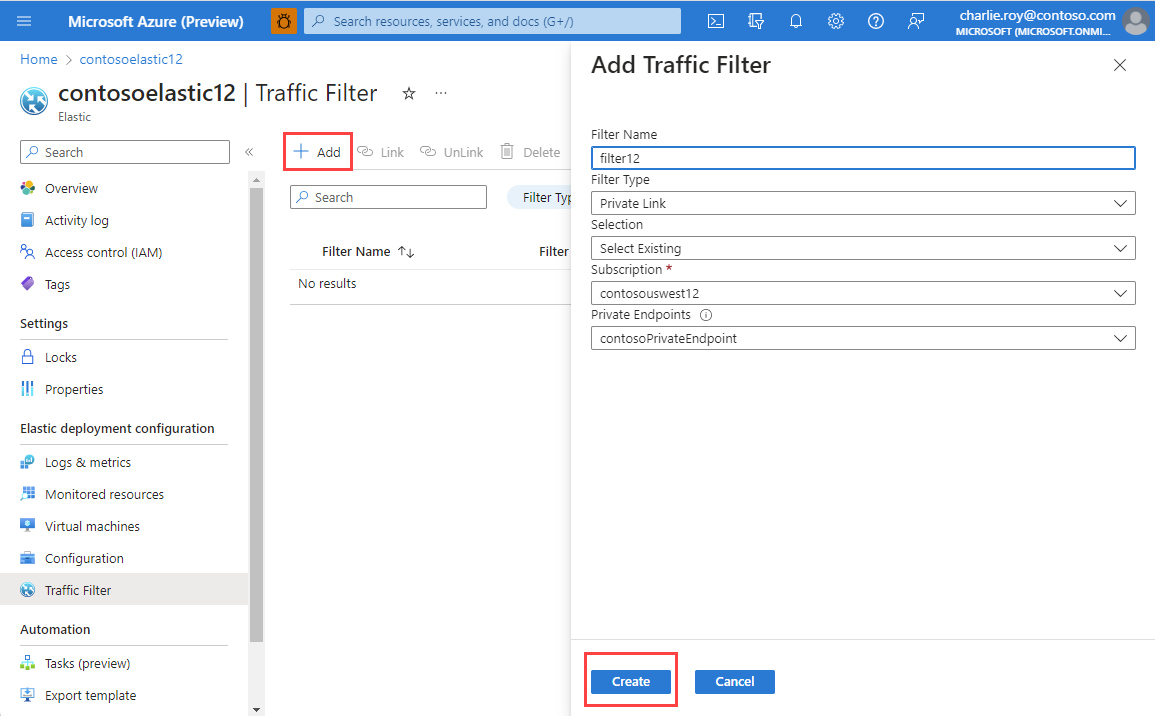 Microsoft Azure (Preview)
Search resources, services, and docs (G+/)
charlie.roy@contoso.com
MICROSOFT (MICROSOFT.ONMI...
Home > contosoelastic12
contosoelastic12 | Traffic Filter
...
Elastic
Search
«
Overview
Activity log
Access control (IAM)
Tags
Settings
Locks
Properties
Elastic deployment configuration
Logs & metrics
Monitored resources
Virtual machines
Configuration
Traffic Filter
Automation
Tasks (preview)
Export template
+ Add Link UnLink Delete
Search
Filter Typ
Filter Name ↑↓ Filter
No results
Add Traffic Filter
Filter Name
filter12
Filter Type
Private Link
Selection
Select Existing
Subscription *
contosouswest12
Private Endpoints
contosoPrivateEndpoint
Create Cancel